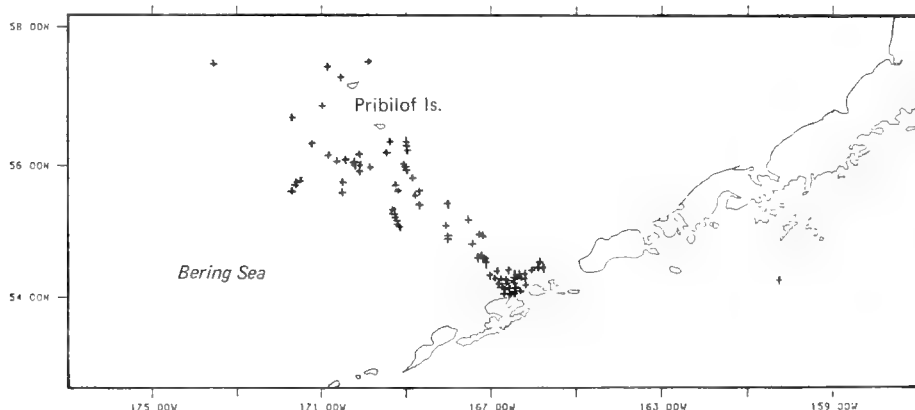 58 00N
Pribilof Is.
56 00N
Bering Sea
54 00N
175 00W 171 00W 167 00W 163 00W 159 00W